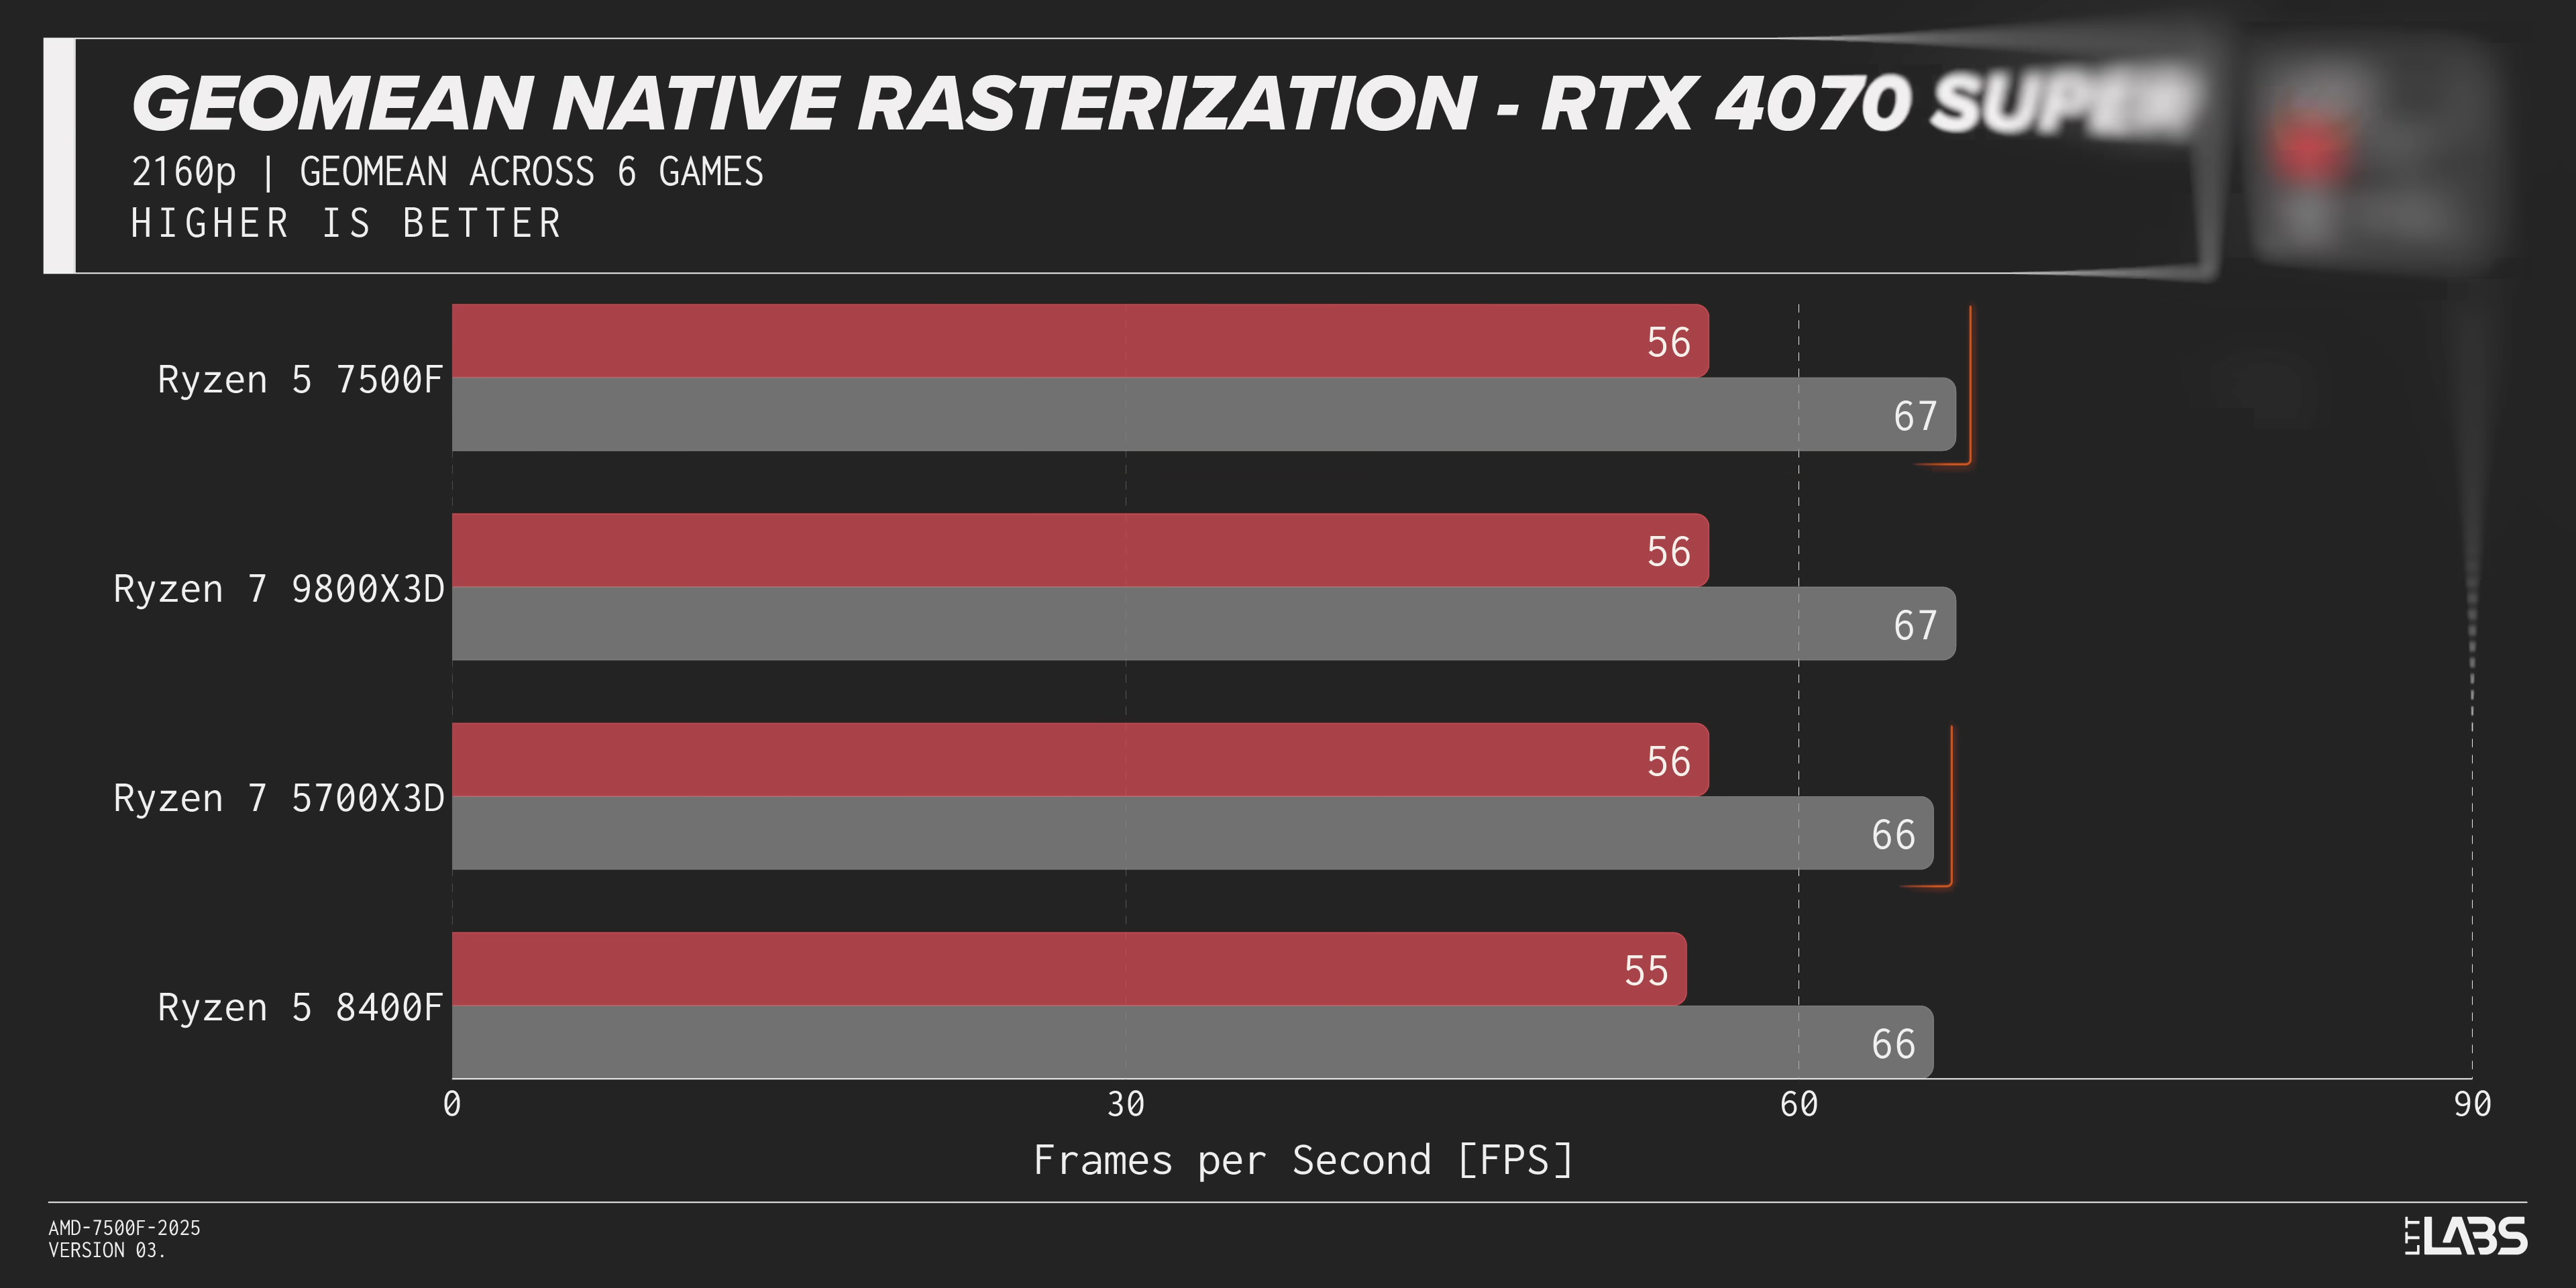 GEOMEAN NATIVE RASTERIZATION - RTX 4070 SUPER
2160p | GEOMEAN ACROSS 6 GAMES
HIGHER IS BETTER
Ryzen 5 7500F
56
67
Ryzen 7 9800X3D
56
67
Ryzen 7 5700X3D
56
66
Ryzen 5 8400F
55
66
0 30 60 90
Frames per Second [FPS]
AMD-7500F-2025
VERSION 03.
LTT LABS